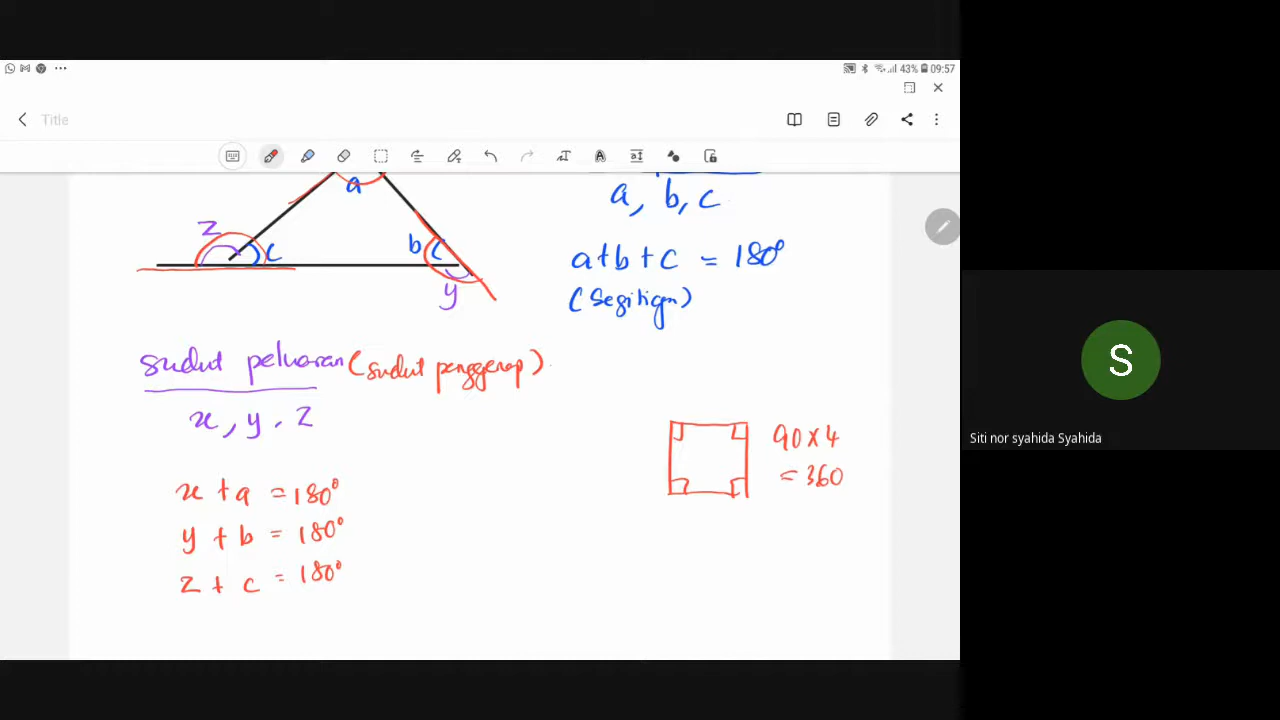 43% 09:57
Title
a
z
c
b
y
a, b, c
a+b+c = 180°
(Segitiga)
sudut peluaran (sudut penggenap)
x, y, z
90 x 4
= 360
x + a = 180°
y + b = 180°
z + c = 180°
S
Siti nor syahida Syahida